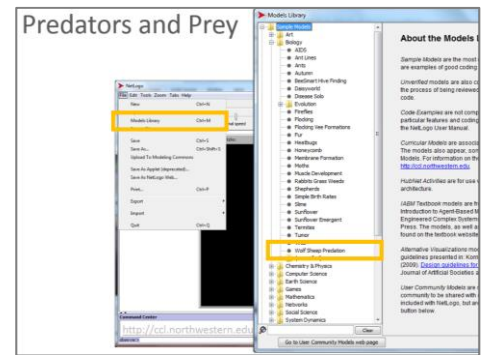 Predators and Prey
NetLogo
File Edit Tools Zoom Tabs Help
New Ctrl+N
Models Library Ctrl+M
Save Ctrl+S
Save As... Ctrl+Shift+S
Upload To Modeling Commons
Save As Applet (deprecated)...
Save As NetLogo Web...
Print... Ctrl+P
Export
Import
Quit Ctrl+Q
Command Center
http://ccl.northwestern.edu
Models Library
Sample Models
Art
Biology
AIDS
Ant Lines
Ants
Autumn
BeeSmart Hive Finding
Daisyworld
Disease Solo
Evolution
Fireflies
Flocking
Flocking Vee Formations
Fur
Heatbugs
Honeycomb
Membrane Formation
Moths
Muscle Development
Rabbits Grass Weeds
Shepherds
Simple Birth Rates
Slime
Sunflower
Sunflower Emergent
Termites
Tumor
Wolf Sheep Predation
Chemistry & Physics
Computer Science
Earth Science
Games
Mathematics
Networks
Social Science
System Dynamics
Clear
Go to User Community Models web page
About the Models L
Sample Models are the most
are examples of good coding
Unverified models are also c
the process of being reviewed
code.
Code Examples are not comp
particular features and coding
the NetLogo User Manual.
Curricular Models are associa
The models also appear, son
Models. For information on th
http://ccl.northwestern.edu.
HubNet Activities are for use
architecture.
IABM Textbook models are fr
Introduction to Agent-Based M
Engineered Complex Systems
Press. The models, as well a
found on the textbook website
Alternative Visualizations mo
guidelines presented in: Korn
(2009). Design guidelines for
Journal of Artificial Societies a
User Community Models are
community to be shared with
included with NetLogo, but ar
button below.